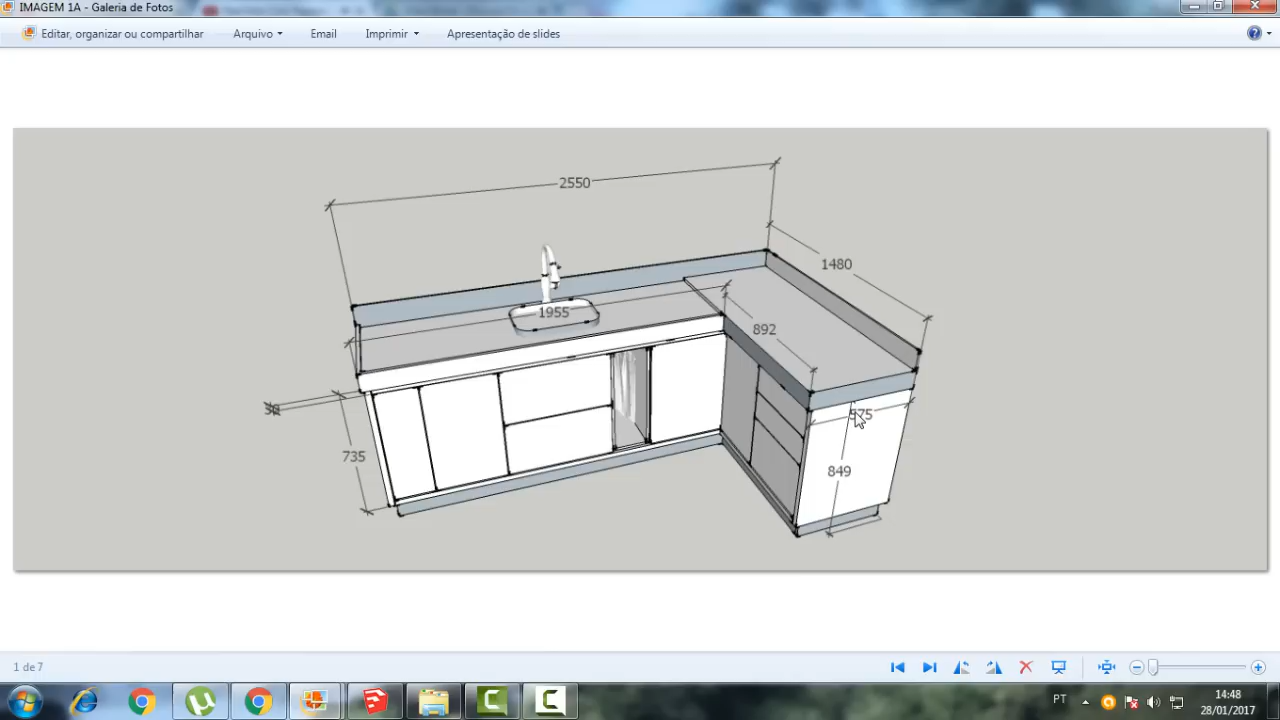 IMAGEM 1A - Galeria de Fotos
Editar, organizar ou compartilhar Arquivo Email Imprimir Apresentação de slides
2550
1480
1955
892
575
735
849
1 de 7
PT
14:48
28/01/2017